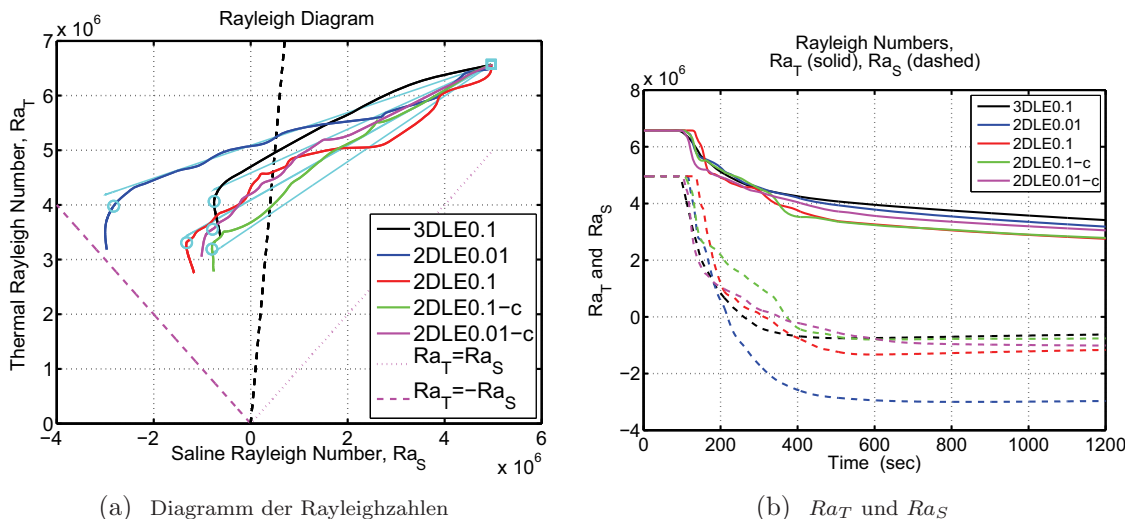 x 10^6
Rayleigh Diagram
7
6
5
4
3
2
1
0
Thermal Rayleigh Number, Ra_T
3DLE0.1
2DLE0.01
2DLE0.1
2DLE0.1−c
2DLE0.01−c
Ra_T=Ra_S
Ra_T=−Ra_S
−4 −2 0 2 4 6
Saline Rayleigh Number, Ra_S
x 10^6
(a) Diagramm der Rayleighzahlen
Rayleigh Numbers,
Ra_T (solid), Ra_S (dashed)
x 10^6
8
6
4
2
0
−2
−4
Ra_T and Ra_S
3DLE0.1
2DLE0.01
2DLE0.1
2DLE0.1-c
2DLE0.01-c
0 200 400 600 800 1000 1200
Time (sec)
(b) Ra_T und Ra_S